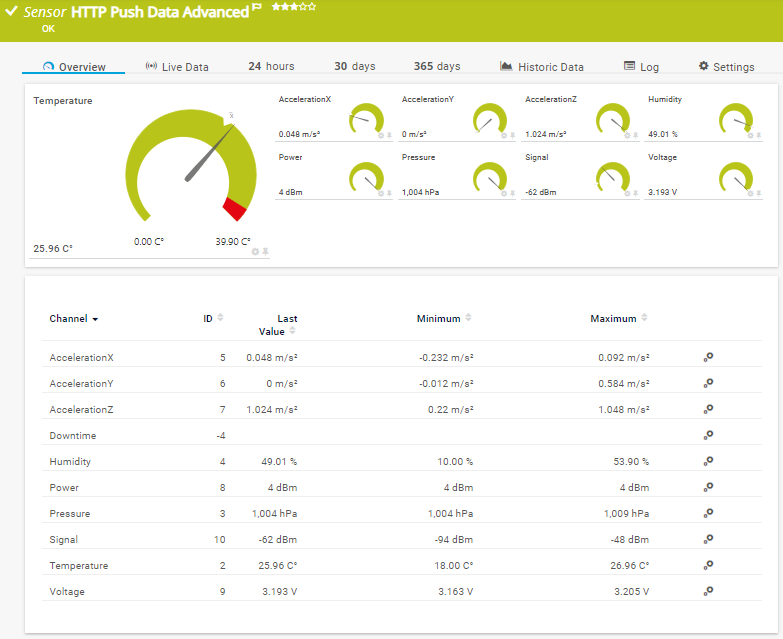 Sensor HTTP Push Data Advanced
OK
Overview
Live Data
24 hours
30 days
365 days
Historic Data
Log
Settings
Temperature
x̄
0.00 C°
39.90 C°
25.96 C°
AccelerationX
0.048 m/s²
AccelerationY
0 m/s²
AccelerationZ
1.024 m/s²
Humidity
49.01 %
Power
4 dBm
Pressure
1,004 hPa
Signal
-62 dBm
Voltage
3.193 V
Channel ID Last Value Minimum Maximum
AccelerationX 5 0.048 m/s² -0.232 m/s² 0.092 m/s²
AccelerationY 6 0 m/s² -0.012 m/s² 0.584 m/s²
AccelerationZ 7 1.024 m/s² 0.22 m/s² 1.048 m/s²
Downtime -4
Humidity 4 49.01 % 10.00 % 53.90 %
Power 8 4 dBm 4 dBm 4 dBm
Pressure 3 1,004 hPa 1,004 hPa 1,009 hPa
Signal 10 -62 dBm -94 dBm -48 dBm
Temperature 2 25.96 C° 18.00 C° 26.96 C°
Voltage 9 3.193 V 3.163 V 3.205 V